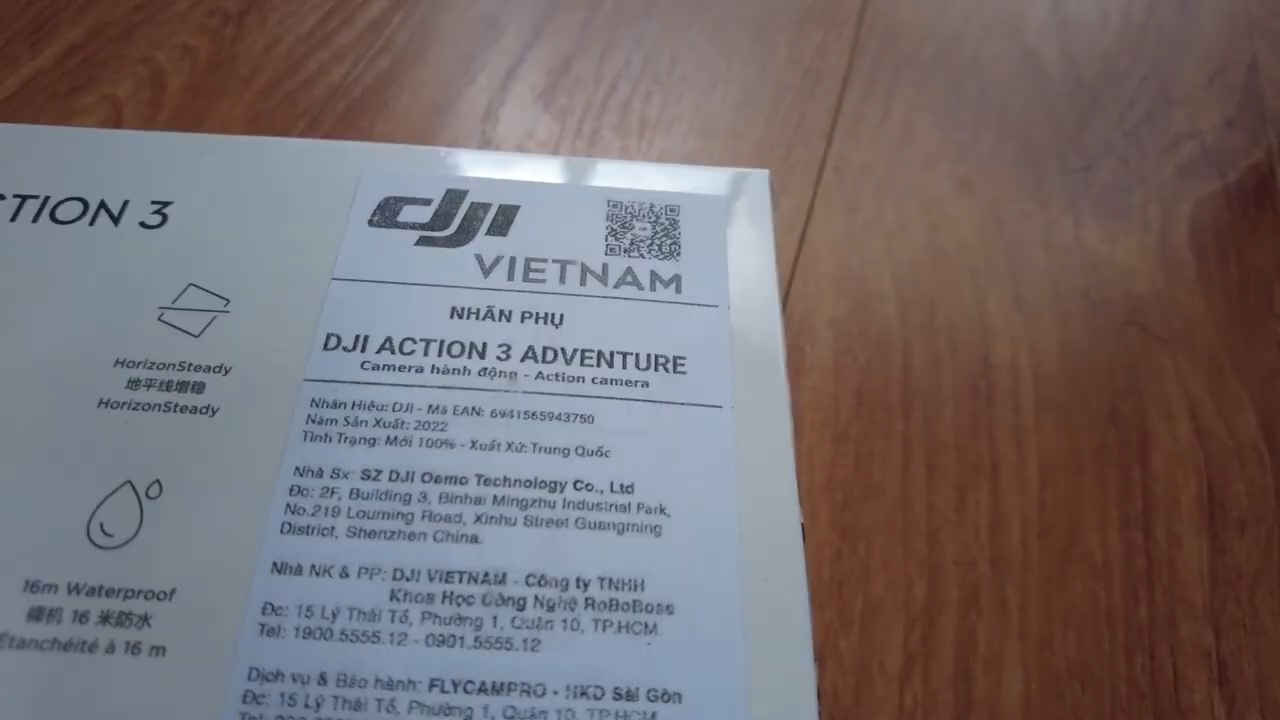 CTION 3
HorizonSteady
地平线增稳
HorizonSteady
16m Waterproof
裸机 16 米防水
Étanchéité à 16 m
dji
VIETNAM
NHÃN PHỤ
DJI ACTION 3 ADVENTURE
Camera hành động - Action camera
Nhãn Hiệu: DJI - Mã EAN: 6941565943750
Năm Sản Xuất: 2022
Tình Trạng: Mới 100% - Xuất Xứ: Trung Quốc
Nhà Sx: SZ DJI Osmo Technology Co., Ltd
Đc: 2F, Building 3, Binhai Mingzhu Industrial Park,
No.219 Louming Road, Xinhu Street Guangming
District, Shenzhen China.
Nhà NK & PP: DJI VIETNAM - Công ty TNHH
Khoa Học Công Nghệ RoBoBoss
Đc: 15 Lý Thái Tổ, Phường 1, Quận 10, TP.HCM.
Tel: 1900.5555.12 - 0901.5555.12
Dịch vụ & Bảo hành: FLYCAMPRO - HKD Sài Gòn
Đc: 15 Lý Thái Tổ, Phường 1, Quận 10, TP.HCM